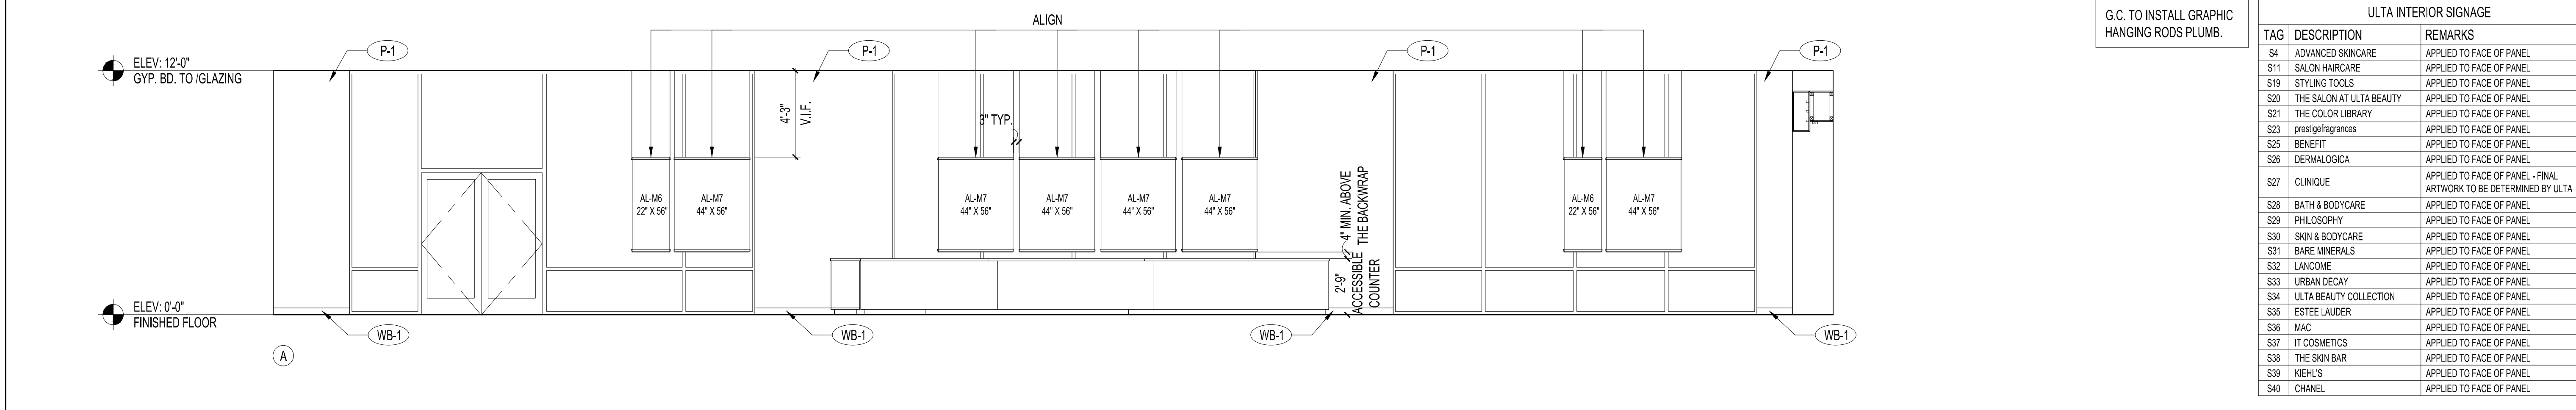 ALIGN
P-1
P-1
P-1
P-1
ELEV: 12'-0"
GYP. BD. TO /GLAZING
4'-3"
V.I.F.
3" TYP.
AL-M6
22" X 56"
AL-M7
44" X 56"
AL-M7
44" X 56"
AL-M7
44" X 56"
AL-M7
44" X 56"
AL-M7
44" X 56"
AL-M6
22" X 56"
AL-M7
44" X 56"
4" MIN. ABOVE
THE BACKWRAP
2'-9"
ACCESSIBLE
COUNTER
ELEV: 0'-0"
FINISHED FLOOR
WB-1
WB-1
WB-1
WB-1
A
G.C. TO INSTALL GRAPHIC
HANGING RODS PLUMB.
ULTA INTERIOR SIGNAGE
TAG DESCRIPTION REMARKS
S4 ADVANCED SKINCARE APPLIED TO FACE OF PANEL
S11 SALON HAIRCARE APPLIED TO FACE OF PANEL
S19 STYLING TOOLS APPLIED TO FACE OF PANEL
S20 THE SALON AT ULTA BEAUTY APPLIED TO FACE OF PANEL
S21 THE COLOR LIBRARY APPLIED TO FACE OF PANEL
S23 prestigefragrances APPLIED TO FACE OF PANEL
S25 BENEFIT APPLIED TO FACE OF PANEL
S26 DERMALOGICA APPLIED TO FACE OF PANEL
S27 CLINIQUE APPLIED TO FACE OF PANEL - FINAL
ARTWORK TO BE DETERMINED BY ULTA
S28 BATH & BODYCARE APPLIED TO FACE OF PANEL
S29 PHILOSOPHY APPLIED TO FACE OF PANEL
S30 SKIN & BODYCARE APPLIED TO FACE OF PANEL
S31 BARE MINERALS APPLIED TO FACE OF PANEL
S32 LANCOME APPLIED TO FACE OF PANEL
S33 URBAN DECAY APPLIED TO FACE OF PANEL
S34 ULTA BEAUTY COLLECTION APPLIED TO FACE OF PANEL
S35 ESTEE LAUDER APPLIED TO FACE OF PANEL
S36 MAC APPLIED TO FACE OF PANEL
S37 IT COSMETICS APPLIED TO FACE OF PANEL
S38 THE SKIN BAR APPLIED TO FACE OF PANEL
S39 KIEHL'S APPLIED TO FACE OF PANEL
S40 CHANEL APPLIED TO FACE OF PANEL